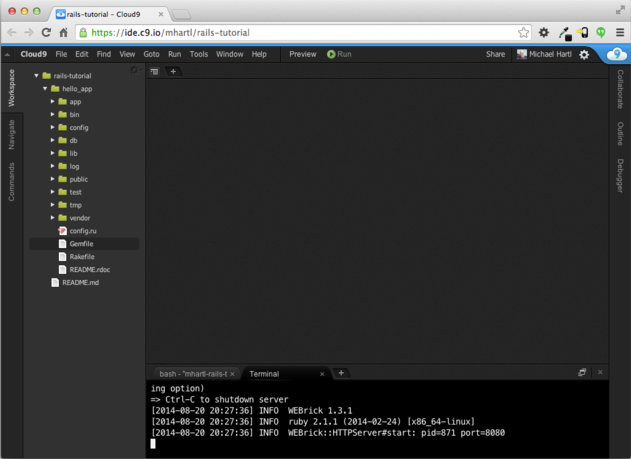 rails-tutorial - Cloud9
https://ide.c9.io/mhartl/rails-tutorial
Cloud9 File Edit Find View Goto Run Tools Window Help Preview Run Share Michael Hartl
Workspace
Navigate
Commands
rails-tutorial
hello_app
app
bin
config
db
lib
log
public
test
tmp
vendor
config.ru
Gemfile
Rakefile
README.rdoc
README.md
Collaborate
Outline
Debugger
bash - "mhartl-rails-t Terminal
ing option)
=> Ctrl-C to shutdown server
[2014-08-20 20:27:36] INFO  WEBrick 1.3.1
[2014-08-20 20:27:36] INFO  ruby 2.1.1 (2014-02-24) [x86_64-linux]
[2014-08-20 20:27:36] INFO  WEBrick::HTTPServer#start: pid=871 port=8080